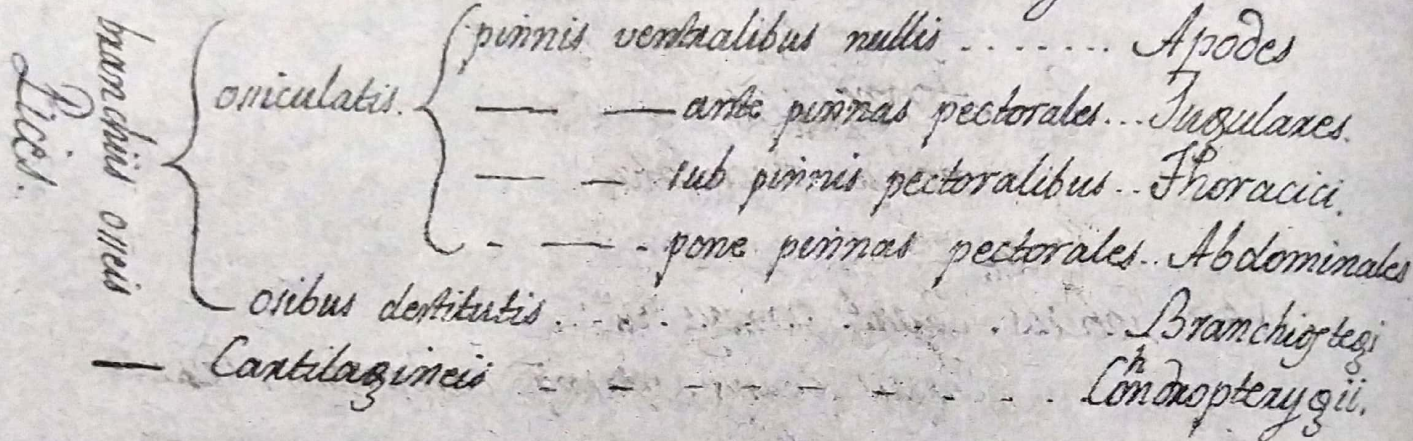 Pisces.
branchiis osseis
ossiculatis.
pinnis ventralibus nullis ........ Apodes
— — ante pinnas pectorales... Jugulares.
— — sub pinnis pectoralibus .. Thoracici.
- — - pone pinnas pectorales.. Abdominales
ossibus destitutis. . . . . . . Branchiostegi
— Cartilagineis - - - - - - - . . . Chondropterygii.